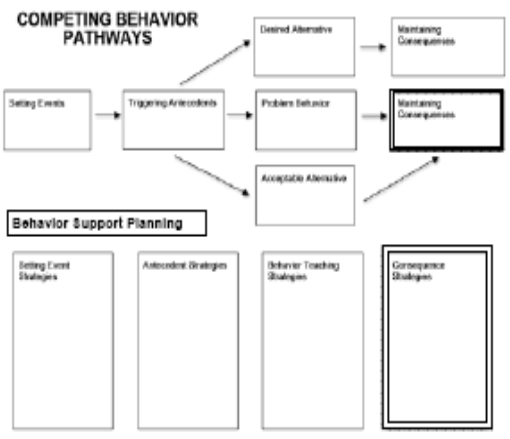 COMPETING BEHAVIOR
PATHWAYS
Desired Alternative
Maintaining
Consequences
Setting Events
Triggering Antecedents
Problem Behavior
Maintaining
Consequences
Acceptable Alternative
Behavior Support Planning
Setting Event
Strategies
Antecedent Strategies
Behavior Teaching
Strategies
Consequence
Strategies